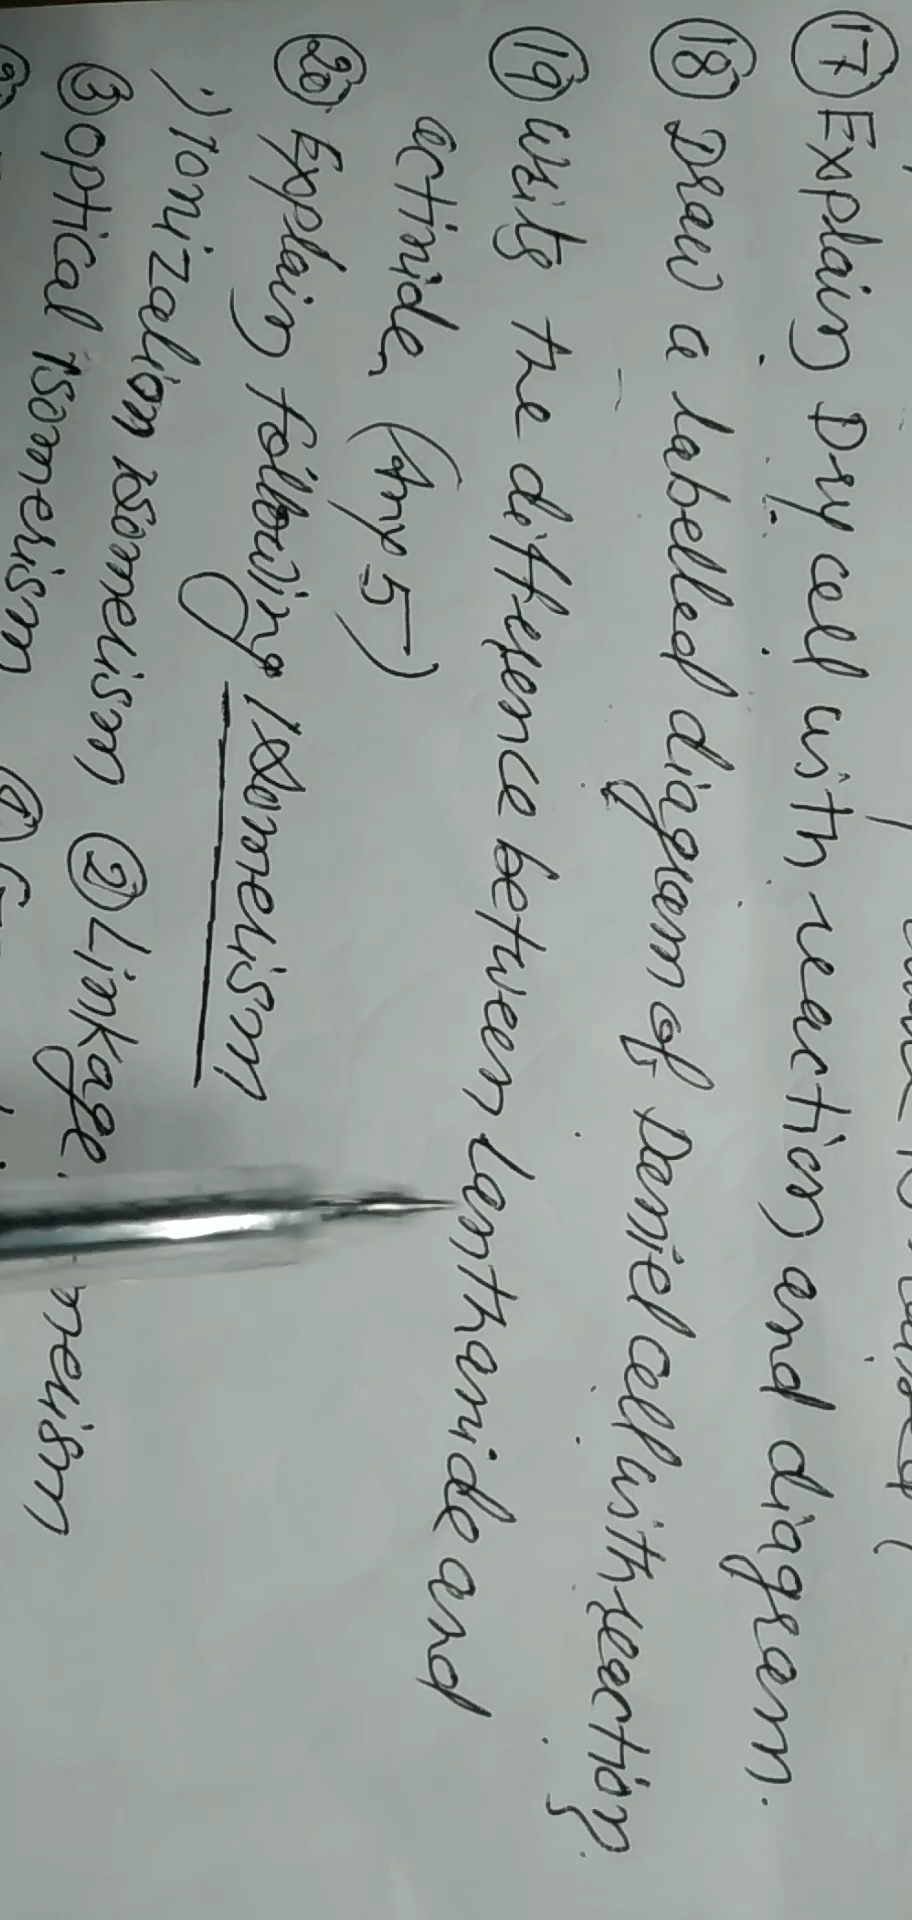 17 Explain Dry cell with reaction and diagram.
18 Draw a labelled diagram of Daniel cell with reaction.
19 Write the difference between Lanthanide and
actinide (Any 5)
20 Explain following Isomerism
1) Ionization isomerism 2 Linkage merism
3 optical isomerism 4